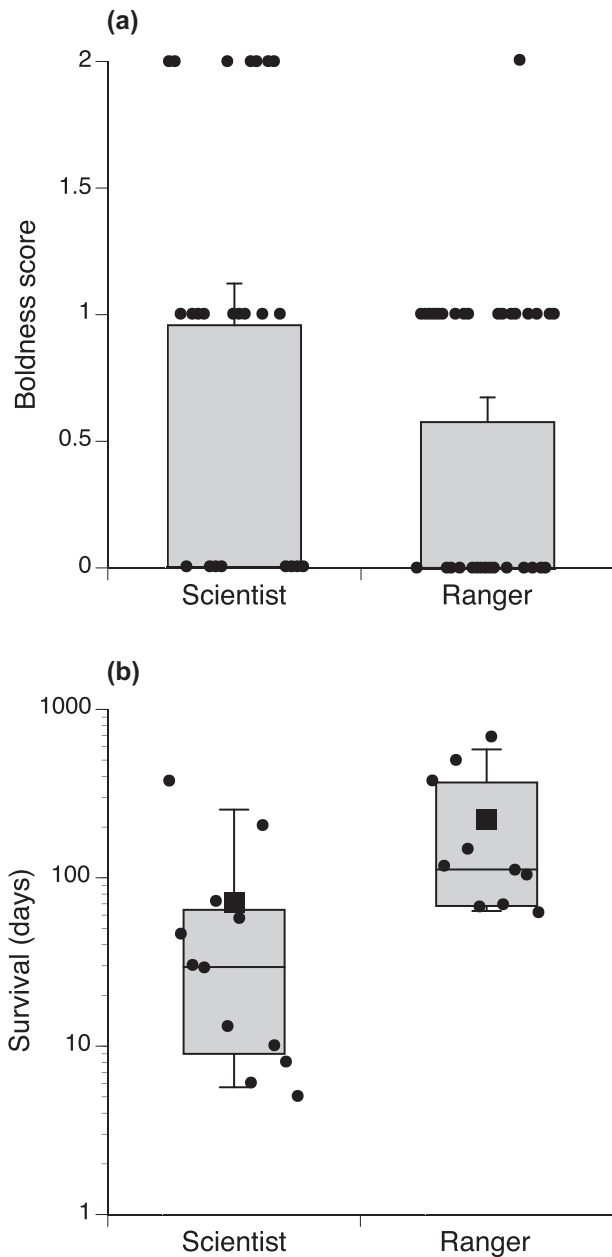 (a)
2
1.5
1
0.5
0
Boldness score
Scientist Ranger
(b)
1000
100
10
1
Survival (days)
Scientist Ranger